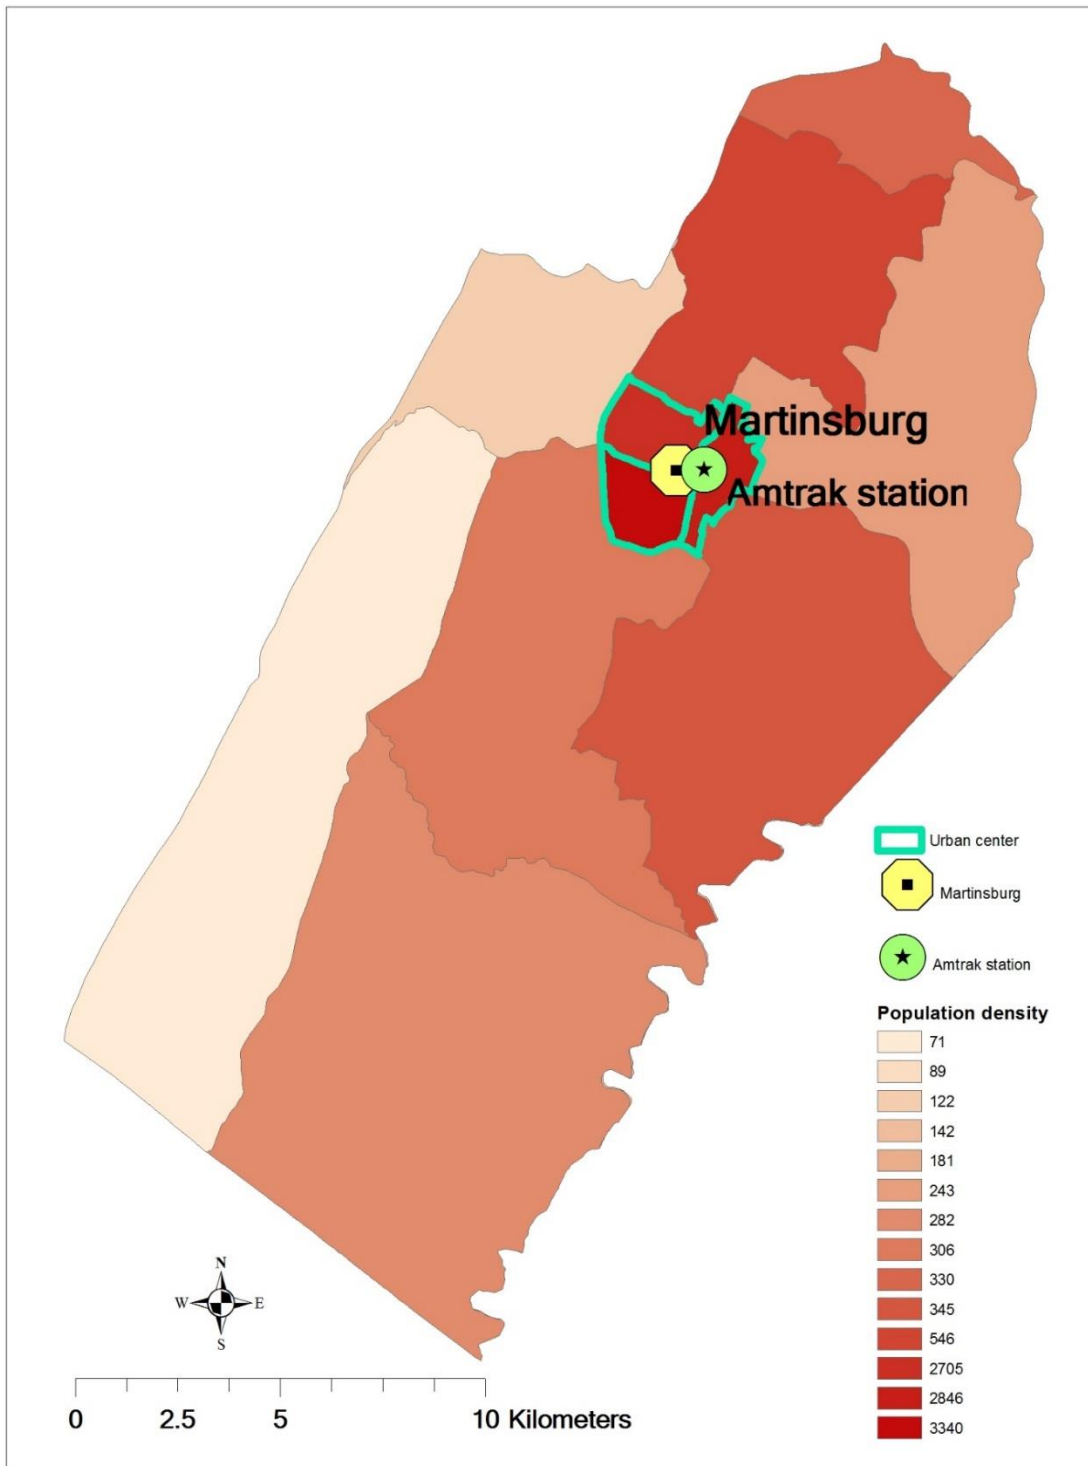 Martinsburg
Amtrak station
Urban center
Martinsburg
Amtrak station
Population density
71
89
122
142
181
243
282
306
330
345
546
2705
2846
3340
N
W E
S
0 2.5 5 10 Kilometers